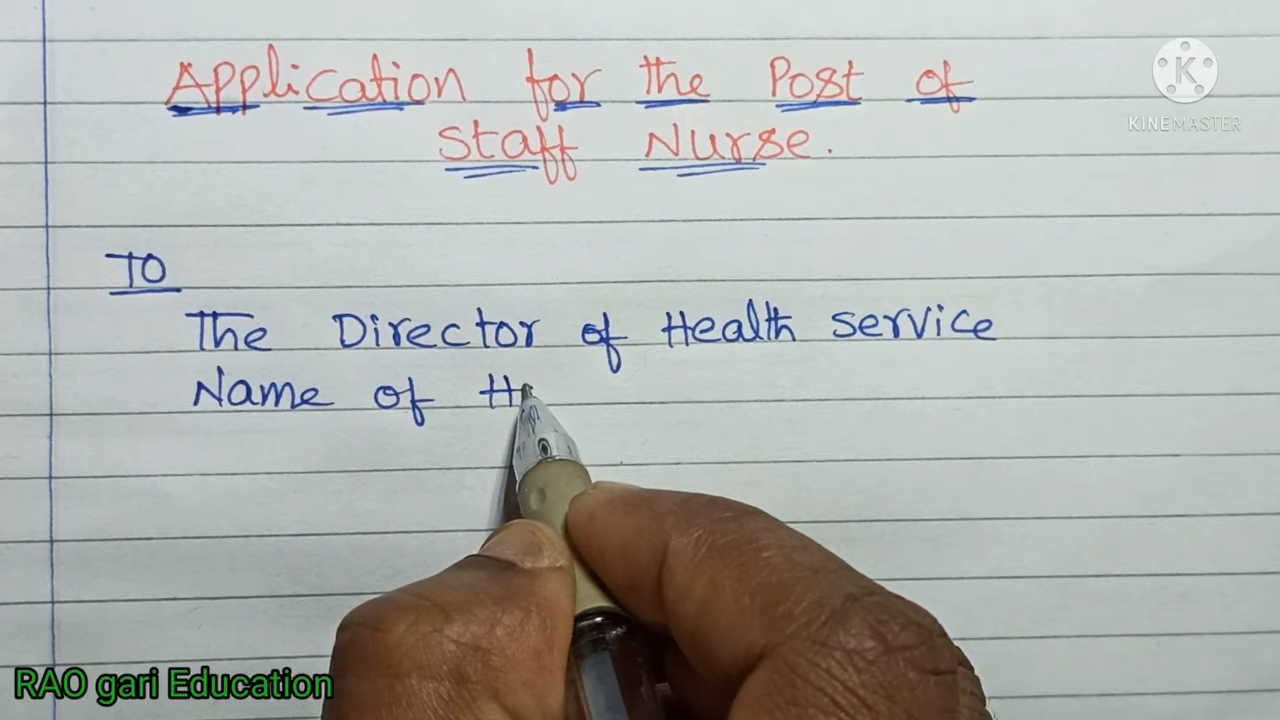 Application for the Post of
Staff Nurse.
KINEMASTER
TO
The Director of Health service
Name of H
RAO gari Education